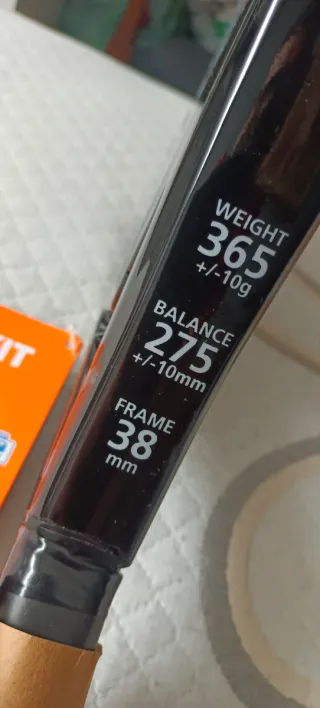 WEIGHT
365
+/-10g
BALANCE
275
+/-10mm
FRAME
38
mm